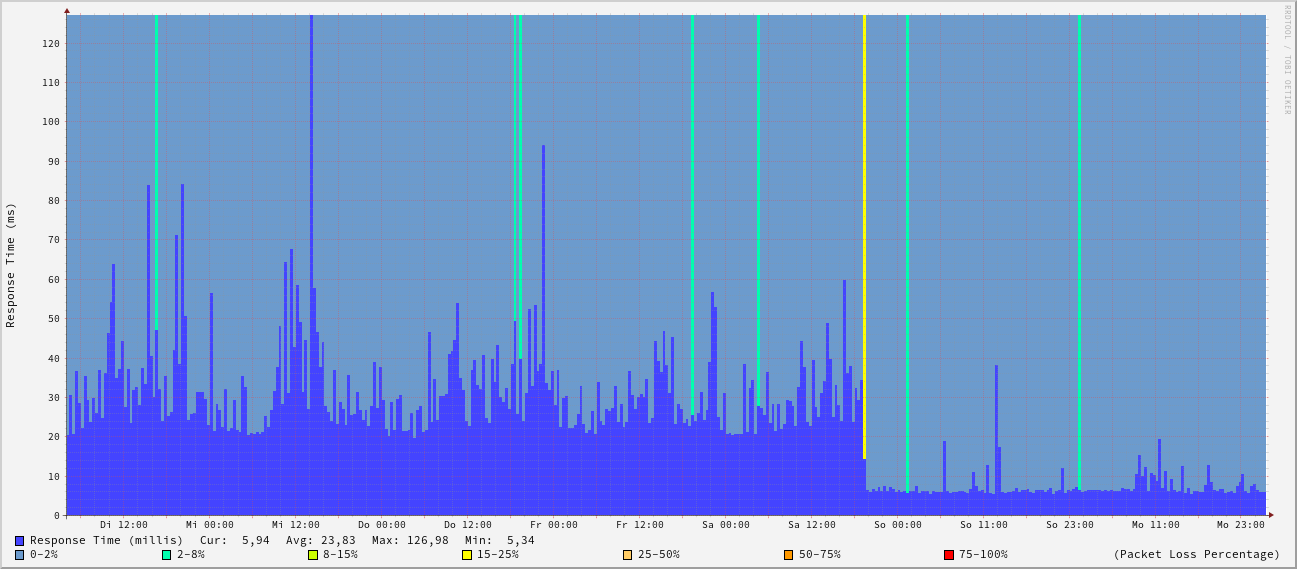 RRDTOOL / TOBI OETIKER
Response Time (ms)
120
110
100
90
80
70
60
50
40
30
20
10
0
Di 12:00 Mi 00:00 Mi 12:00 Do 00:00 Do 12:00 Fr 00:00 Fr 12:00 Sa 00:00 Sa 12:00 So 00:00 So 11:00 So 23:00 Mo 11:00 Mo 23:00
Response Time (millis) Cur: 5,94 Avg: 23,83 Max: 126,98 Min: 5,34
0-2% 2-8% 8-15% 15-25% 25-50% 50-75% 75-100% (Packet Loss Percentage)